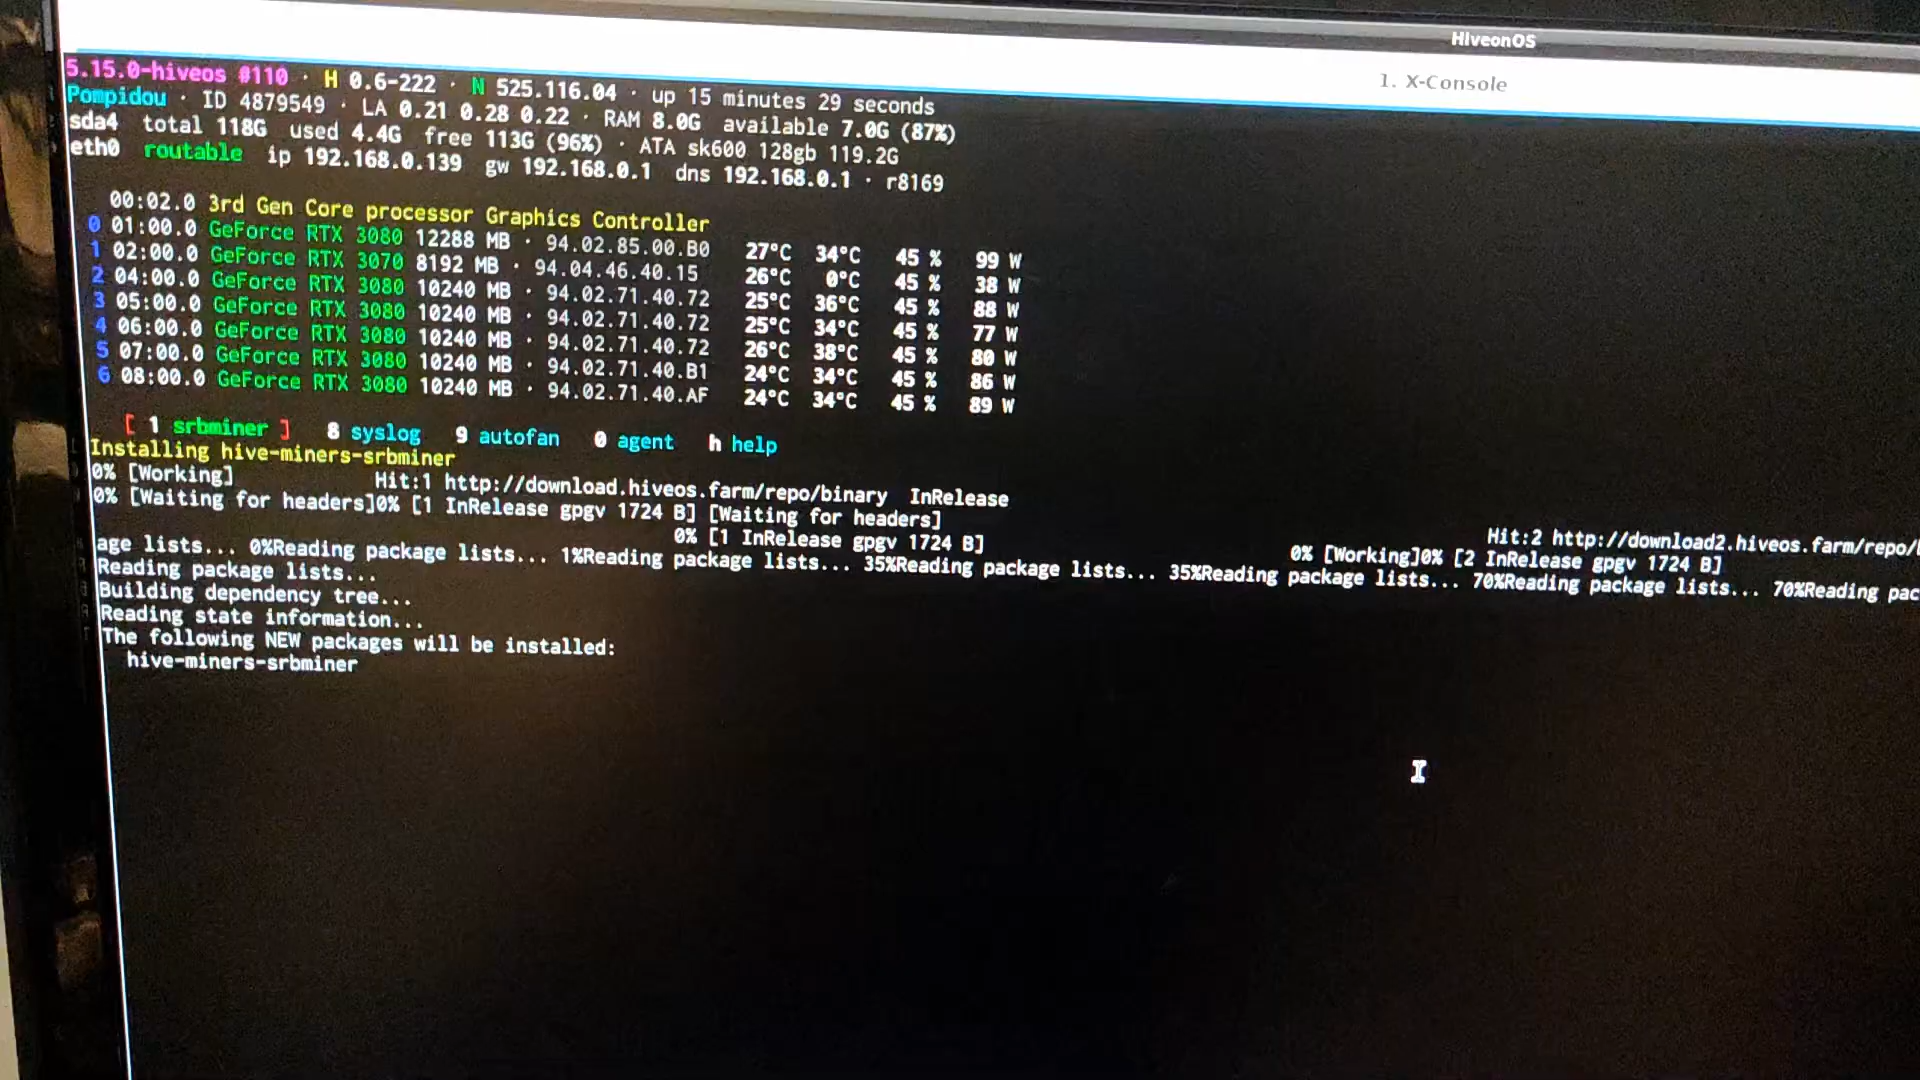 HiveonOS
1. X-Console
5.15.0-hiveos #110 · H 0.6-222 · N 525.116.04 · up 15 minutes 29 seconds
Pompidou · ID 4879549 · LA 0.21 0.28 0.22 · RAM 8.0G available 7.0G (87%)
sda4 total 118G used 4.4G free 113G (96%) · ATA sk600 128gb 119.2G
eth0 routable ip 192.168.0.139 gw 192.168.0.1 dns 192.168.0.1 · r8169
00:02.0 3rd Gen Core processor Graphics Controller
0 01:00.0 GeForce RTX 3080 12288 MB · 94.02.85.00.B0 27°C 34°C 45 % 99 W
1 02:00.0 GeForce RTX 3070 8192 MB · 94.04.46.40.15 26°C 0°C 45 % 38 W
2 04:00.0 GeForce RTX 3080 10240 MB · 94.02.71.40.72 25°C 36°C 45 % 88 W
3 05:00.0 GeForce RTX 3080 10240 MB · 94.02.71.40.72 25°C 34°C 45 % 77 W
4 06:00.0 GeForce RTX 3080 10240 MB · 94.02.71.40.72 26°C 38°C 45 % 80 W
5 07:00.0 GeForce RTX 3080 10240 MB · 94.02.71.40.B1 24°C 34°C 45 % 86 W
6 08:00.0 GeForce RTX 3080 10240 MB · 94.02.71.40.AF 24°C 34°C 45 % 89 W
[ 1 srbminer ] 8 syslog 9 autofan 0 agent h help
Installing hive-miners-srbminer
0% [Working] Hit:1 http://download.hiveos.farm/repo/binary InRelease
0% [Waiting for headers]0% [1 InRelease gpgv 1724 B] [Waiting for headers] Hit:2 http://download2.hiveos.farm/repo/
0% [1 InRelease gpgv 1724 B] 0% [Working]0% [2 InRelease gpgv 1724 B]
age lists... 0%Reading package lists... 1%Reading package lists... 35%Reading package lists... 35%Reading package lists... 70%Reading package lists... 70%Reading pac
Reading package lists...
Building dependency tree...
Reading state information...
The following NEW packages will be installed:
hive-miners-srbminer